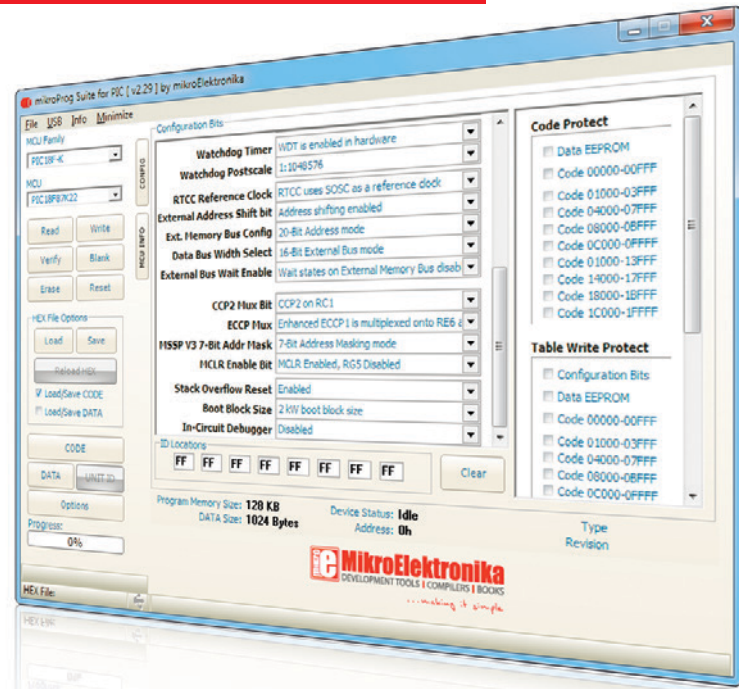 mikroProg Suite for PIC [ v2.29 ] by mikroElektronika
File USB Info Minimize
MCU Family
PIC18F-K
MCU
PIC18F87K22
Read Write
Verify Blank
Erase Reset
HEX File Options
Load Save
Reload HEX
Load/Save CODE
Load/Save DATA
CODE
DATA UNIT ID
Options
Progress:
0%
HEX File:
CONFIG
MCU INFO
Configuration Bits
Watchdog Timer WDT is enabled in hardware
Watchdog Postscale 1:1048576
RTCC Reference Clock RTCC uses SOSC as a reference clock
External Address Shift bit Address shifting enabled
Ext. Memory Bus Config 20-Bit Address mode
Data Bus Width Select 16-Bit External Bus mode
External Bus Wait Enable Wait states on External Memory Bus disab
CCP2 Mux Bit CCP2 on RC1
ECCP Mux Enhanced ECCP1 is multiplexed onto RE6
MSSP V3 7-Bit Addr Mask 7-Bit Address Masking mode
MCLR Enable Bit MCLR Enabled, RG5 Disabled
Stack Overflow Reset Enabled
Boot Block Size 2 kW boot block size
In-Circuit Debugger Disabled
ID Locations
FF FF FF FF FF FF FF FF Clear
Program Memory Size: 128 KB
DATA Size: 1024 Bytes
Device Status: Idle
Address: 0h
Type
Revision
Code Protect
Data EEPROM
Code 00000-00FFF
Code 01000-03FFF
Code 04000-07FFF
Code 08000-0BFFF
Code 0C000-0FFFF
Code 01000-13FFF
Code 14000-17FFF
Code 18000-1BFFF
Code 1C000-1FFFF
Table Write Protect
Configuration Bits
Data EEPROM
Code 00000-00FFF
Code 01000-03FFF
Code 04000-07FFF
Code 08000-0BFFF
Code 0C000-0FFFF
MikroElektronika
DEVELOPMENT TOOLS | COMPILERS | BOOKS
...making it simple